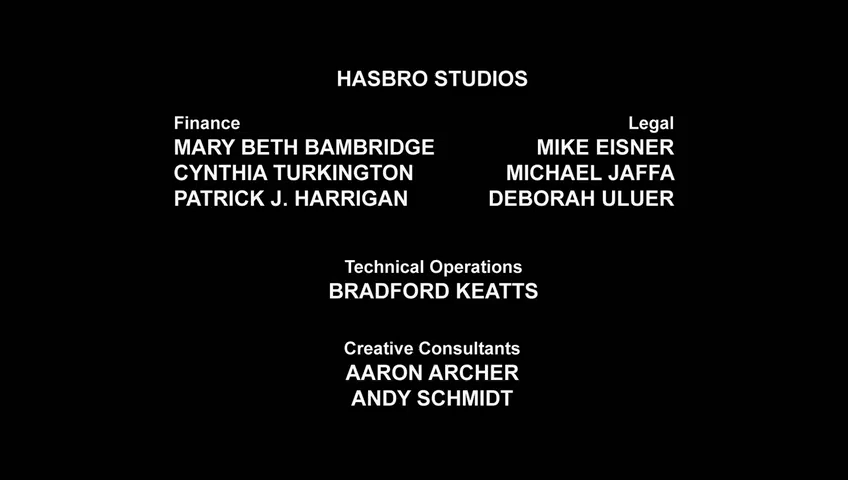 HASBRO STUDIOS
Finance
MARY BETH BAMBRIDGE
CYNTHIA TURKINGTON
PATRICK J. HARRIGAN
Legal
MIKE EISNER
MICHAEL JAFFA
DEBORAH ULUER
Technical Operations
BRADFORD KEATTS
Creative Consultants
AARON ARCHER
ANDY SCHMIDT